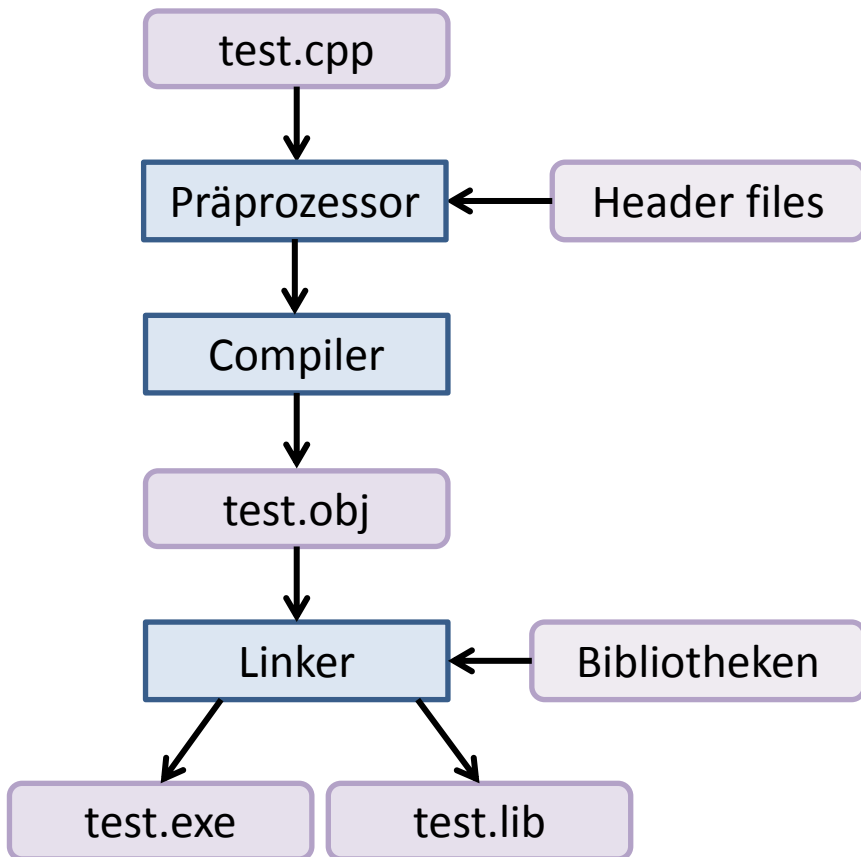 test.cpp
Präprozessor
Header files
Compiler
test.obj
Linker
Bibliotheken
test.exe
test.lib